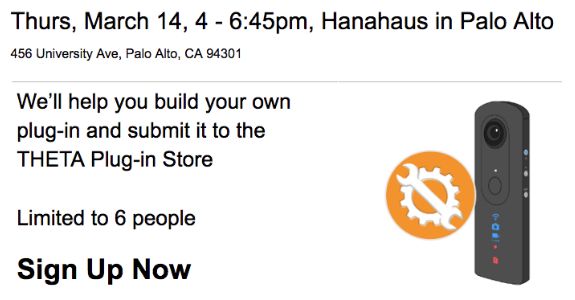 Thurs, March 14, 4 - 6:45pm, Hanahaus in Palo Alto
456 University Ave, Palo Alto, CA 94301
We'll help you build your own
plug-in and submit it to the
THETA Plug-in Store
Limited to 6 people
Sign Up Now